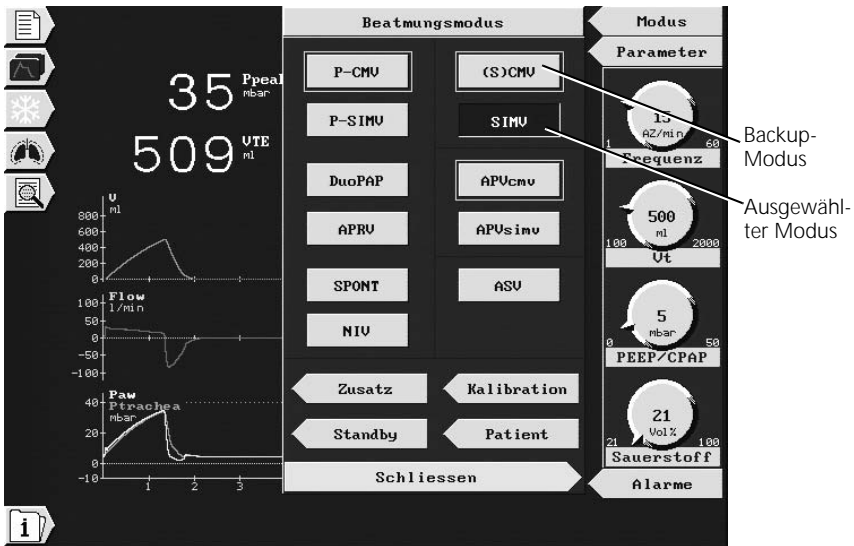 Beatmungsmodus
P-CMV
(S)CMV
P-SIMV
SIMV
DuoPAP
APVcmv
APRV
APVsimv
SPONT
ASV
NIV
Zusatz
Kalibration
Standby
Patient
Schliessen
35 Ppeak
mbar
509 VTE
ml
V
ml
800
600
400
200
0
Flow
l/min
100
50
0
-50
-100
Paw
Ptrachea
mbar
40
20
0
-10
1 2 3
i
Modus
Parameter
15
AZ/min
1 60
Frequenz
500
ml
100 2000
Vt
5
mbar
0 50
PEEP/CPAP
21
Vol%
21 100
Sauerstoff
Alarme
Backup-
Modus
Ausgewähl-
ter Modus